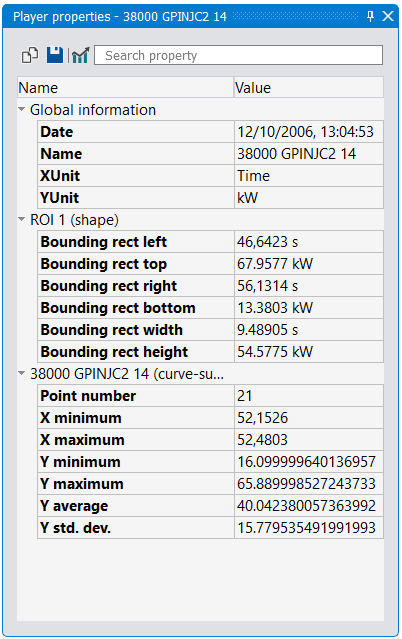 Player properties - 38000 GPINJC2 14
Search property
Name Value
Global information
Date 12/10/2006, 13:04:53
Name 38000 GPINJC2 14
XUnit Time
YUnit kW
ROI 1 (shape)
Bounding rect left 46,6423 s
Bounding rect top 67.9577 kW
Bounding rect right 56,1314 s
Bounding rect bottom 13.3803 kW
Bounding rect width 9.48905 s
Bounding rect height 54.5775 kW
38000 GPINJC2 14 (curve-su...
Point number 21
X minimum 52,1526
X maximum 52,4803
Y minimum 16.099999640136957
Y maximum 65.889998527243733
Y average 40.042380057363992
Y std. dev. 15.779535491991993